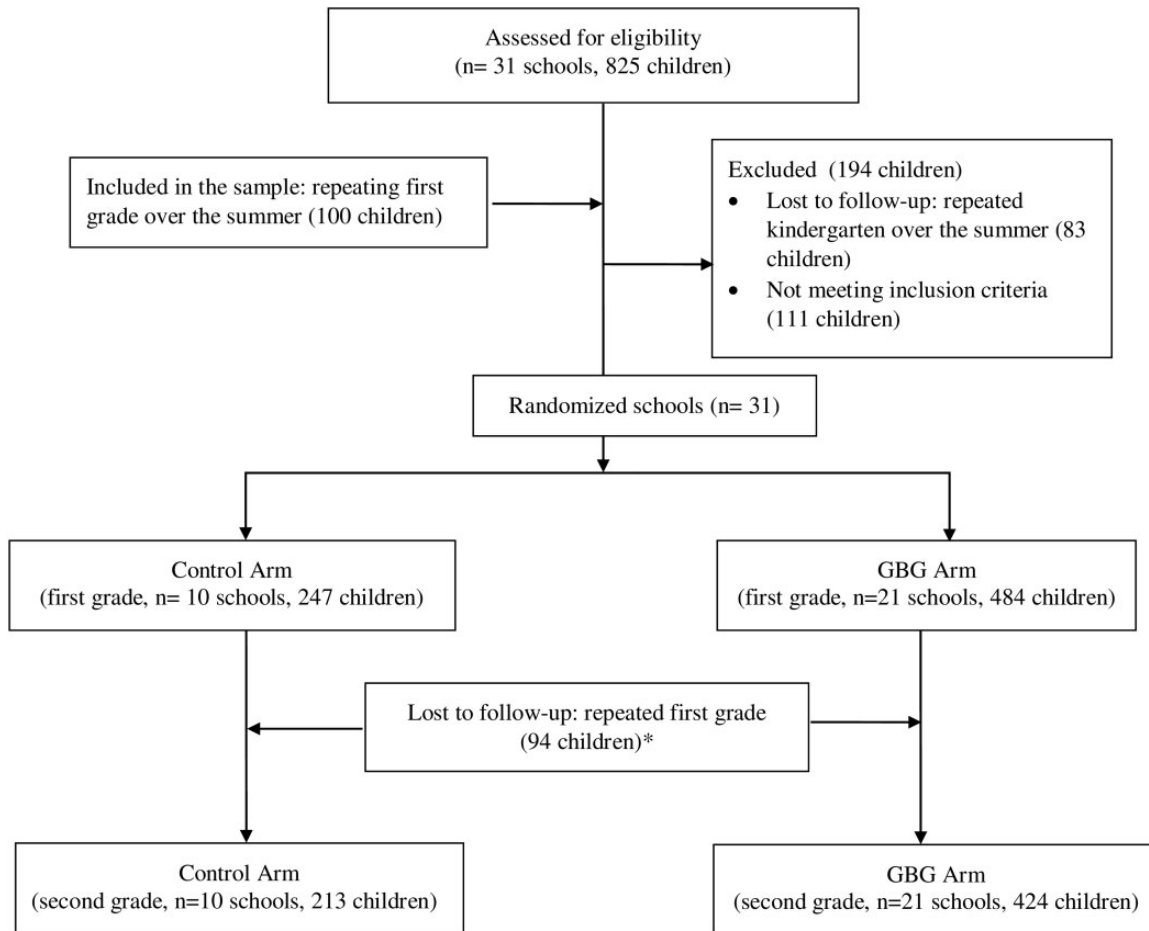 Assessed for eligibility
(n= 31 schools, 825 children)
Included in the sample: repeating first
grade over the summer (100 children)
Excluded (194 children)
• Lost to follow-up: repeated
kindergarten over the summer (83
children)
• Not meeting inclusion criteria
(111 children)
Randomized schools (n= 31)
Control Arm
(first grade, n= 10 schools, 247 children)
GBG Arm
(first grade, n=21 schools, 484 children)
Lost to follow-up: repeated first grade
(94 children)*
Control Arm
(second grade, n=10 schools, 213 children)
GBG Arm
(second grade, n=21 schools, 424 children)